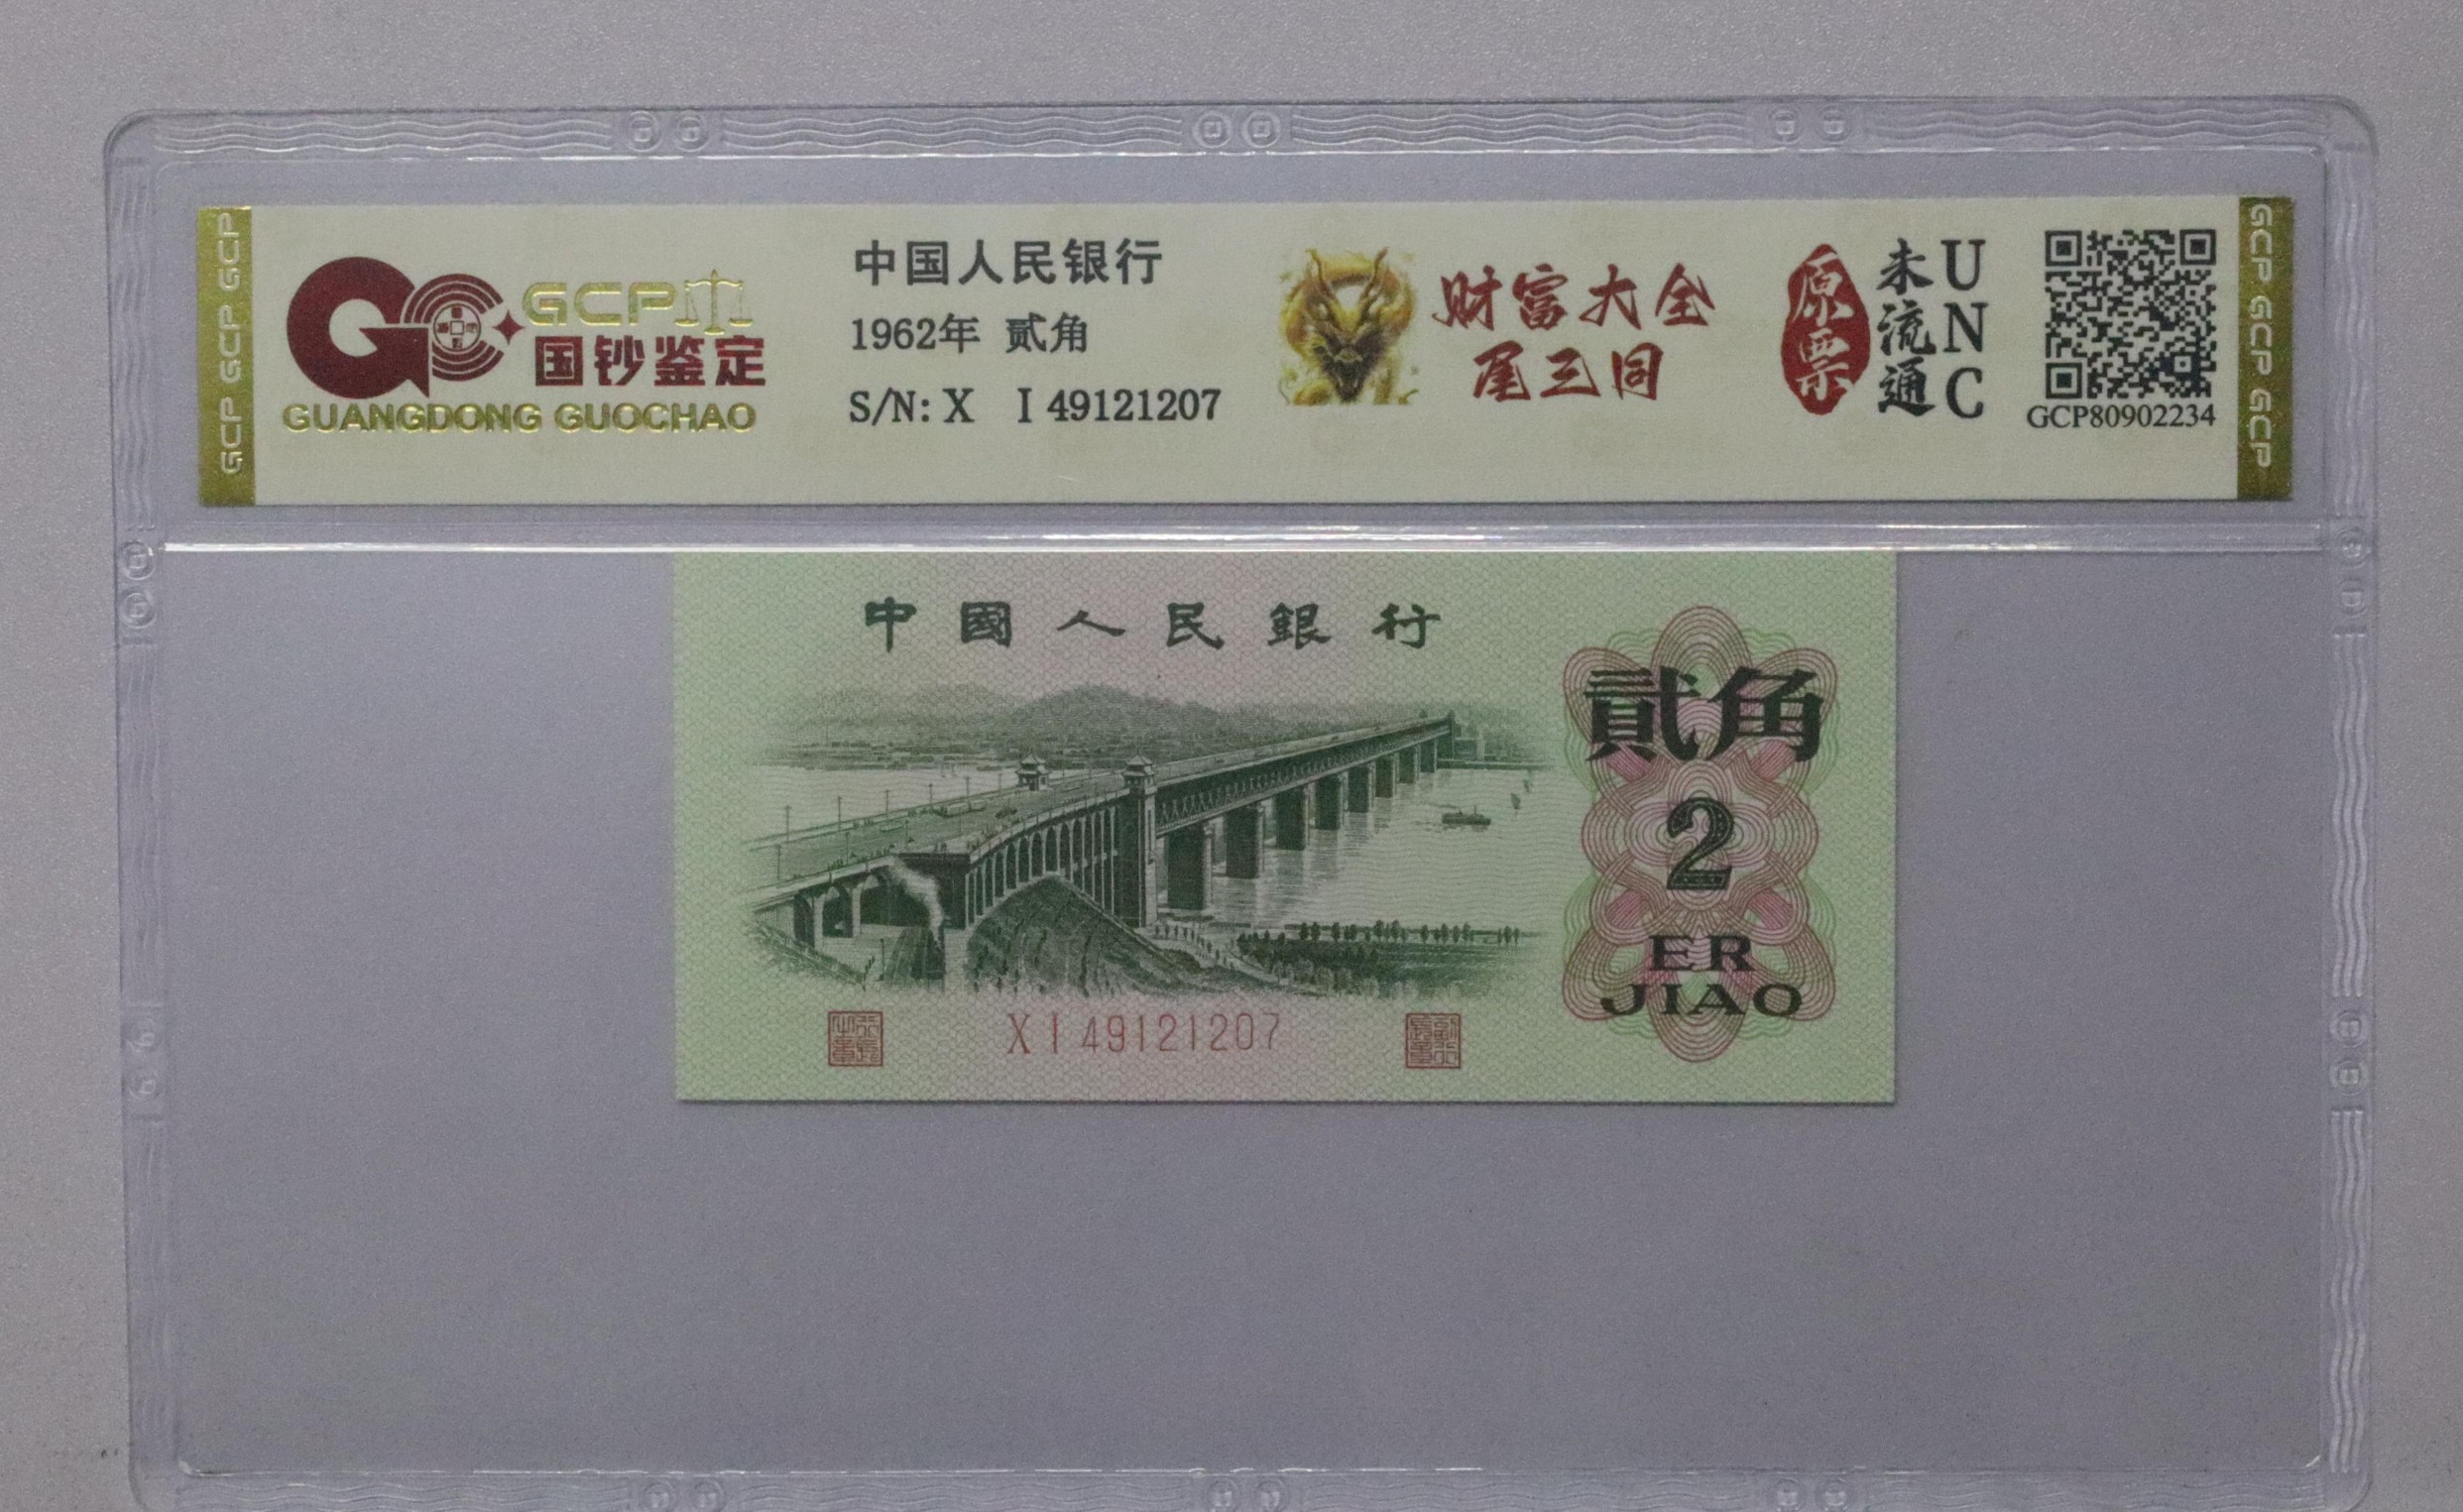 GCP GCP GCP
GCP
国钞鉴定
GUANGDONG GUOCHAO
中国人民银行
1962年 贰角
S/N: X I 49121207
财富大全
尾三同
原票
未流通
UNC
GCP80902234
GCP GCP GCP
中國人民銀行
貳角
2
ER
JIAO
X I 49121207